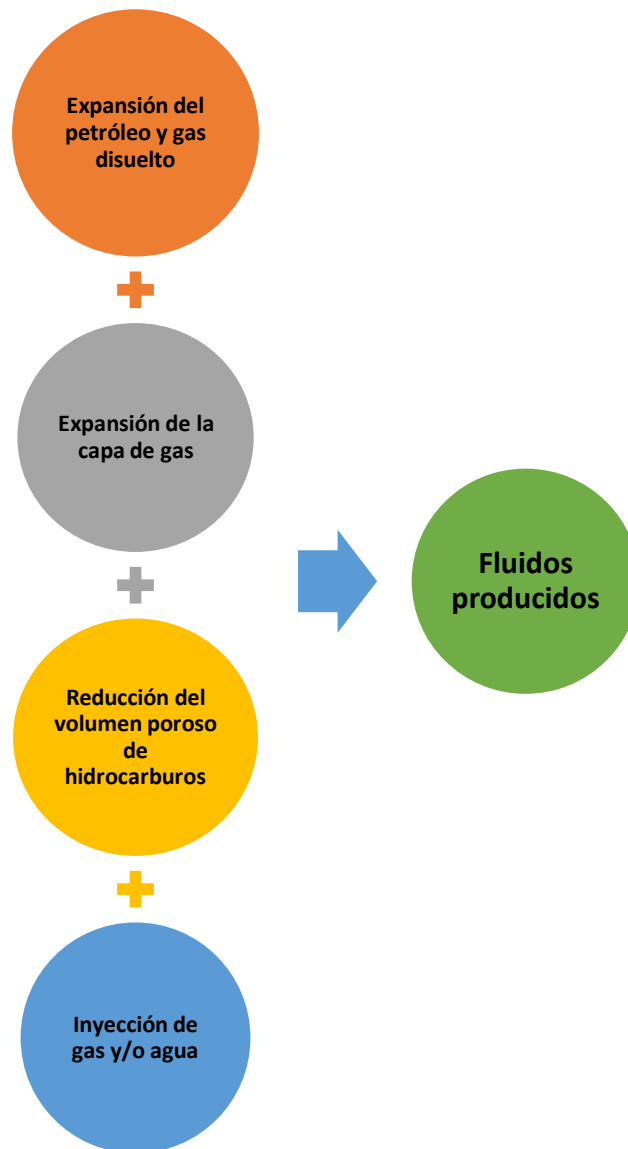 Expansión del
petróleo y gas
disuelto
Expansión de la
capa de gas
Reducción del
volumen poroso
de
hidrocarburos
Inyección de
gas y/o agua
Fluidos
producidos